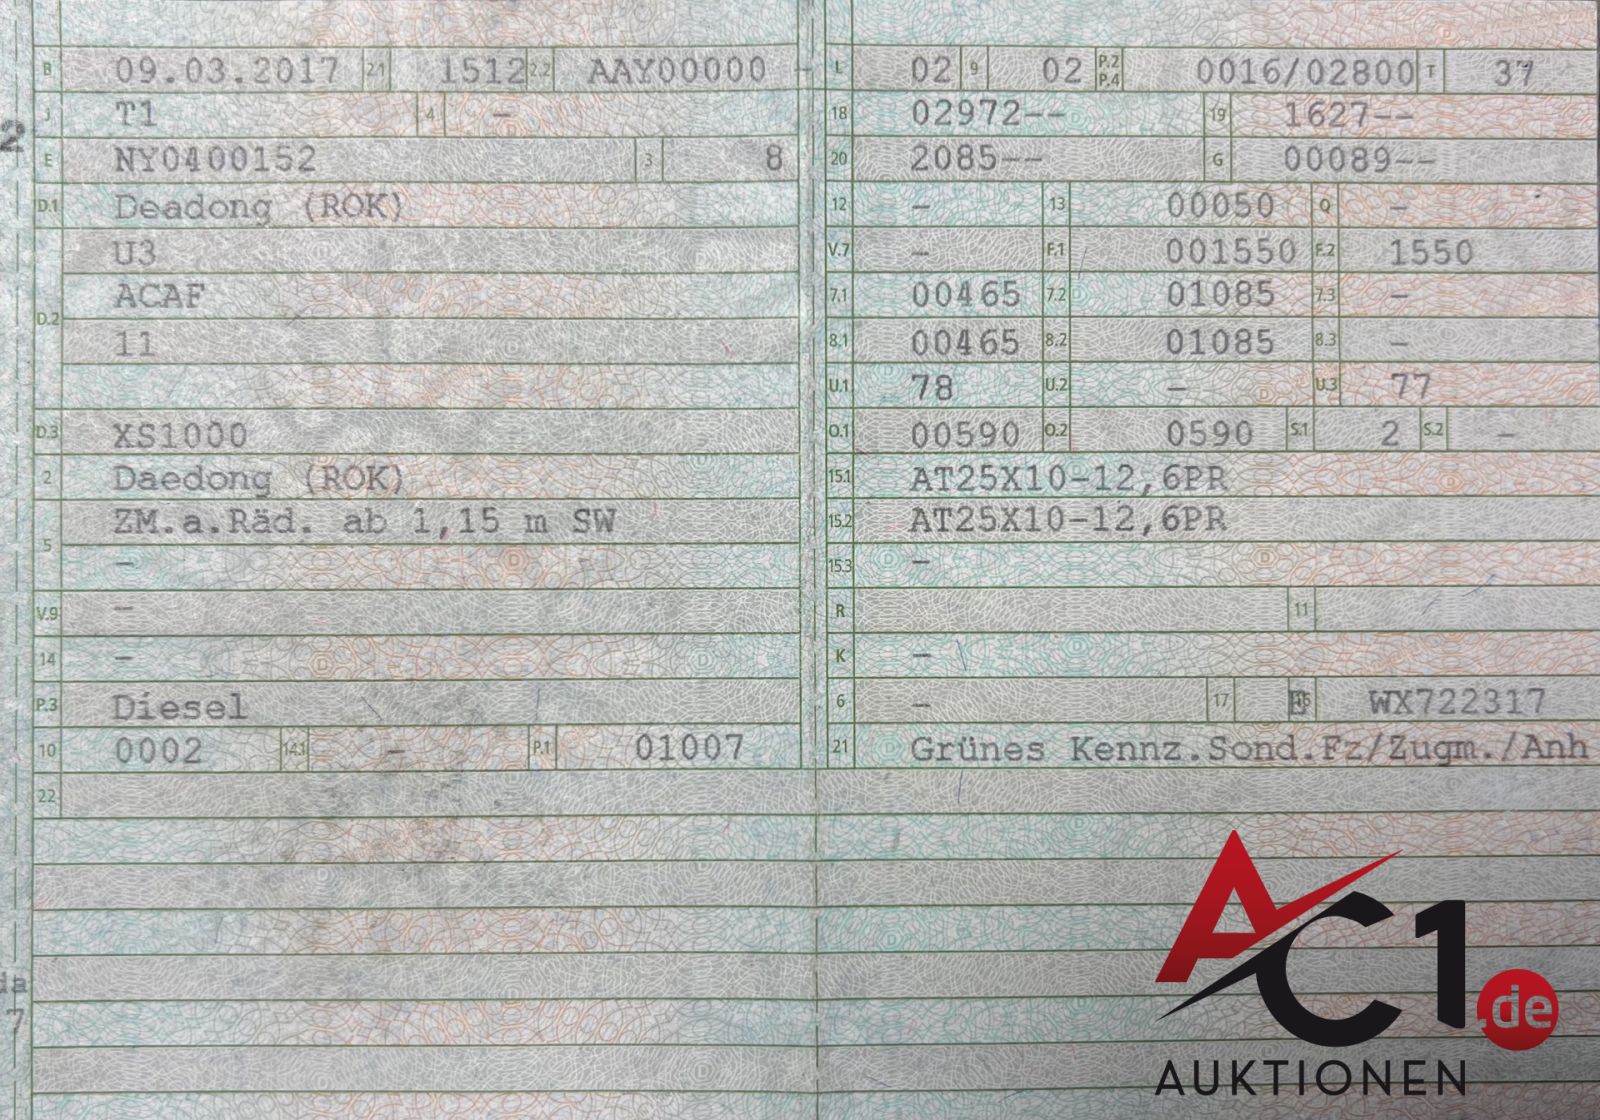 B 09.03.2017 2.1 1512 2.2 AAY00000 -
J T1 4 -
2
E NY0400152 3 8
D.1 Deadong (ROK)
U3
ACAF
D.2
11
D.3 XS1000
2 Daedong (ROK)
ZM.a.Räd. ab 1,15 m SW
5
-
V.9 -
14 -
P.3 Diesel
10 0002 14.1 - P.1 01007
22
da
7
L 02 9 02 P.2 P.4 0016/02800 T 37
18 02972-- 19 1627--
20 2085-- G 00089--
12 - 13 00050 Q -
V.7 - F.1 001550 F.2 1550
7.1 00465 7.2 01085 7.3 -
8.1 00465 8.2 01085 8.3 -
U.1 78 U.2 - U.3 77
O.1 00590 O.2 0590 S.1 2 S.2 -
15.1 AT25X10-12,6PR
15.2 AT25X10-12,6PR
15.3 -
R 11
K -
6 - 17 WX722317
21 Grünes Kennz.Sond.Fz/Zugm./Anh
AC1.de
AUKTIONEN